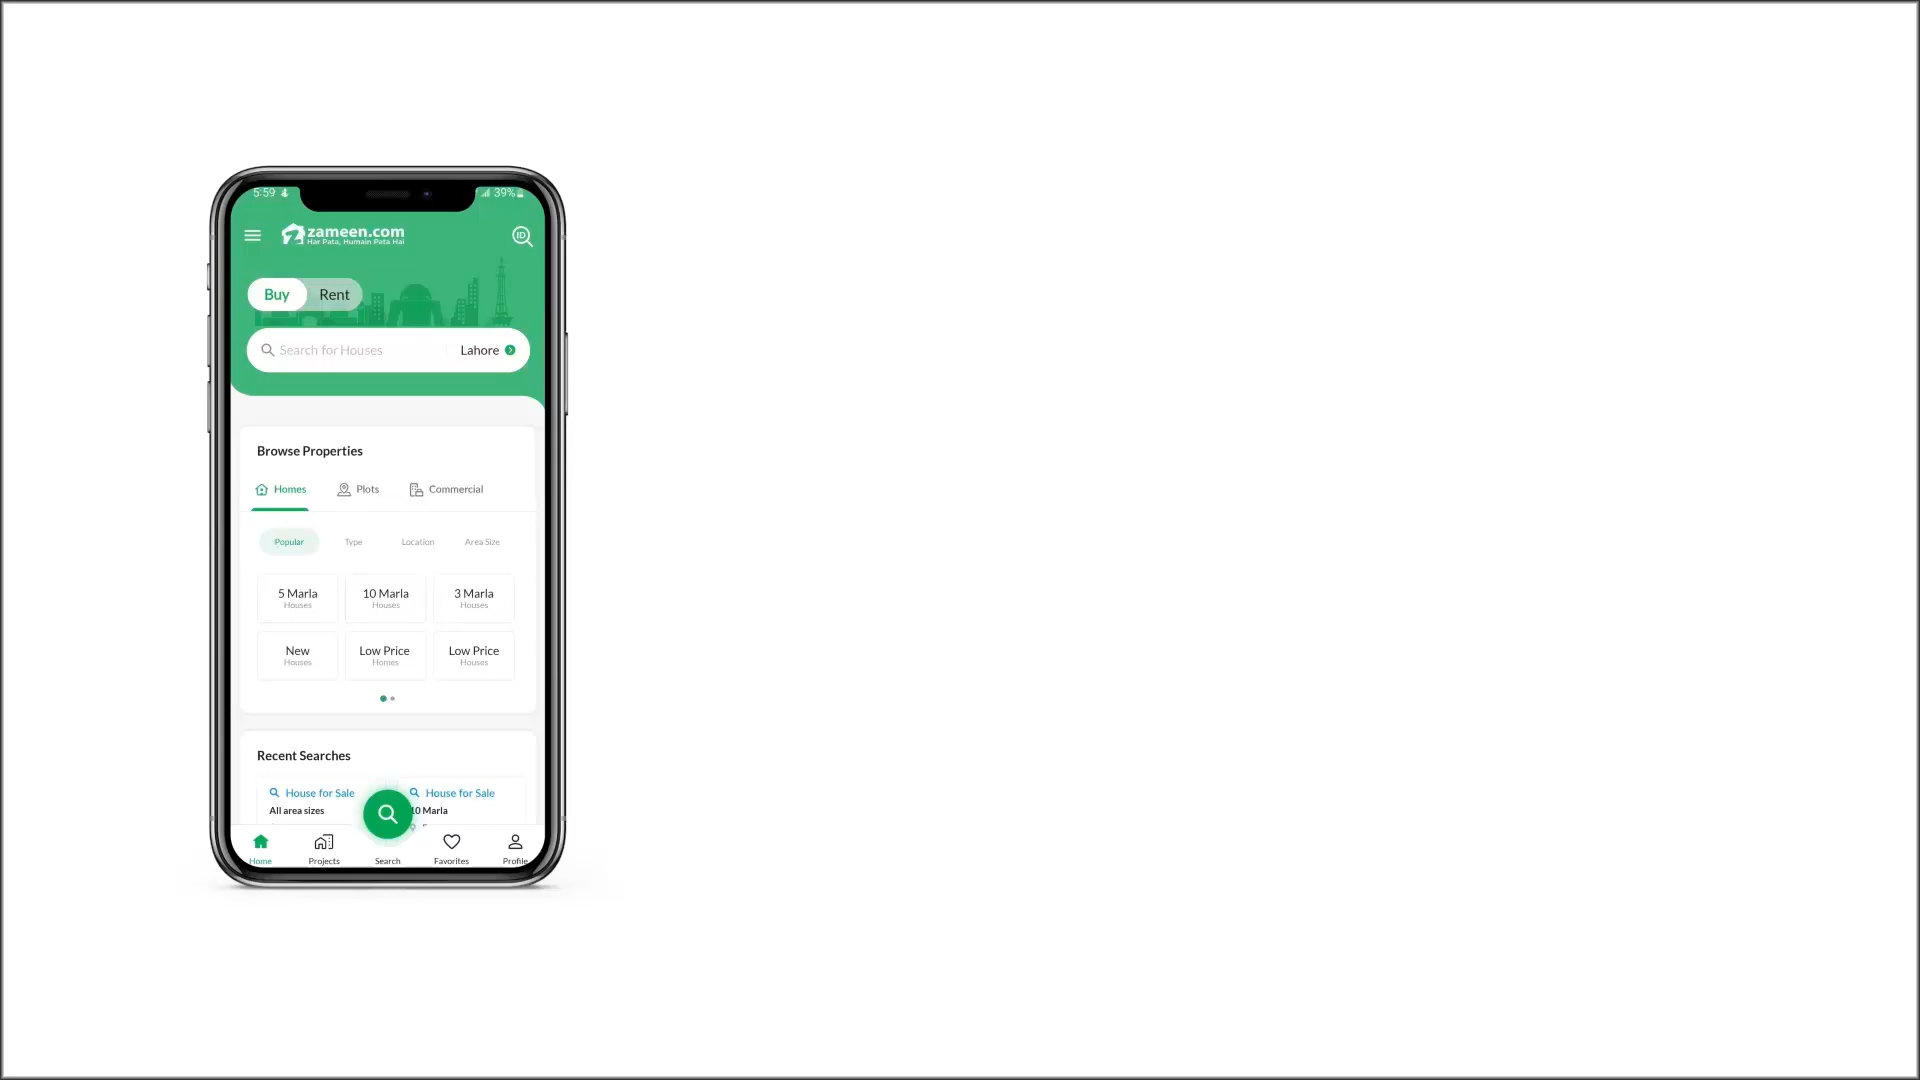 5:59
39%
zameen.com
Har Pata, Humain Pata Hai
ID
Buy
Rent
Search for Houses
Lahore
Browse Properties
Homes
Plots
Commercial
Popular
Type
Location
Area Size
5 Marla
Houses
10 Marla
Houses
3 Marla
Houses
New
Houses
Low Price
Homes
Low Price
Houses
Recent Searches
House for Sale
All area sizes
House for Sale
10 Marla
Home
Projects
Search
Favorites
Profile